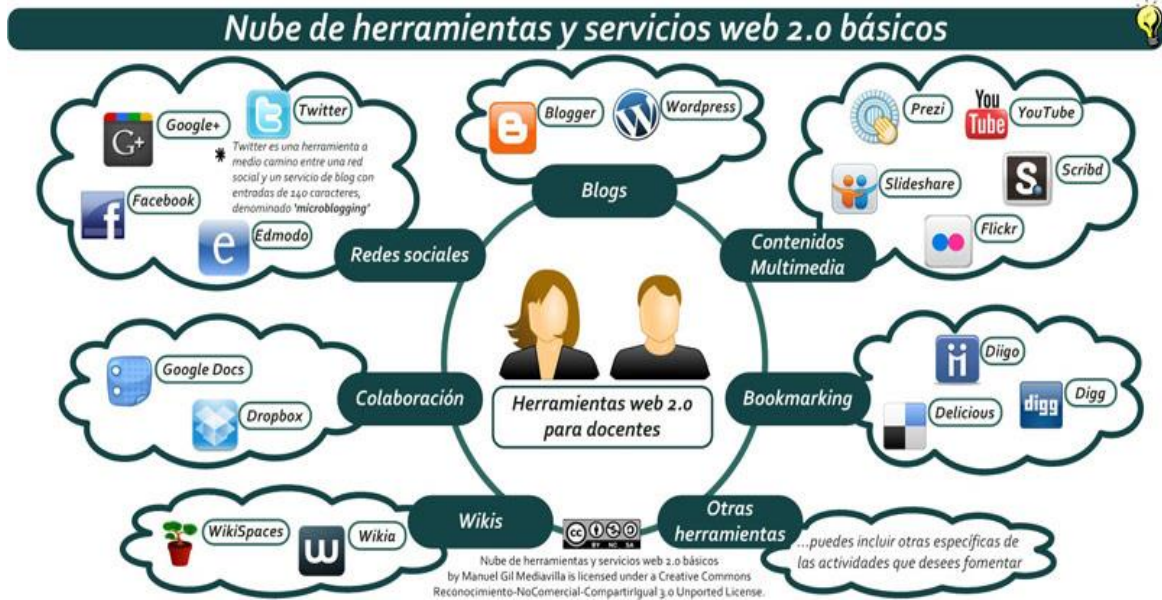 Nube de herramientas y servicios web 2.0 básicos
Google+
Twitter
* Twitter es una herramienta a
medio camino entre una red
social y un servicio de blog con
entradas de 140 caracteres,
denominado 'microblogging'
Facebook
Edmodo
Redes sociales
Blogger
Wordpress
Blogs
Prezi
You
Tube
YouTube
Slideshare
Scribd
Flickr
Contenidos
Multimedia
Google Docs
Dropbox
Colaboración
Herramientas web 2.0
para docentes
Bookmarking
Diigo
Delicious
digg
Digg
WikiSpaces
Wikia
Wikis
Otras
herramientas
...puedes incluir otras específicas de
las actividades que desees fomentar
cc
BY NC SA
Nube de herramientas y servicios web 2.0 básicos
by Manuel Gil Mediavilla is licensed under a Creative Commons
Reconocimiento-NoComercial-CompartirIgual 3.0 Unported License.